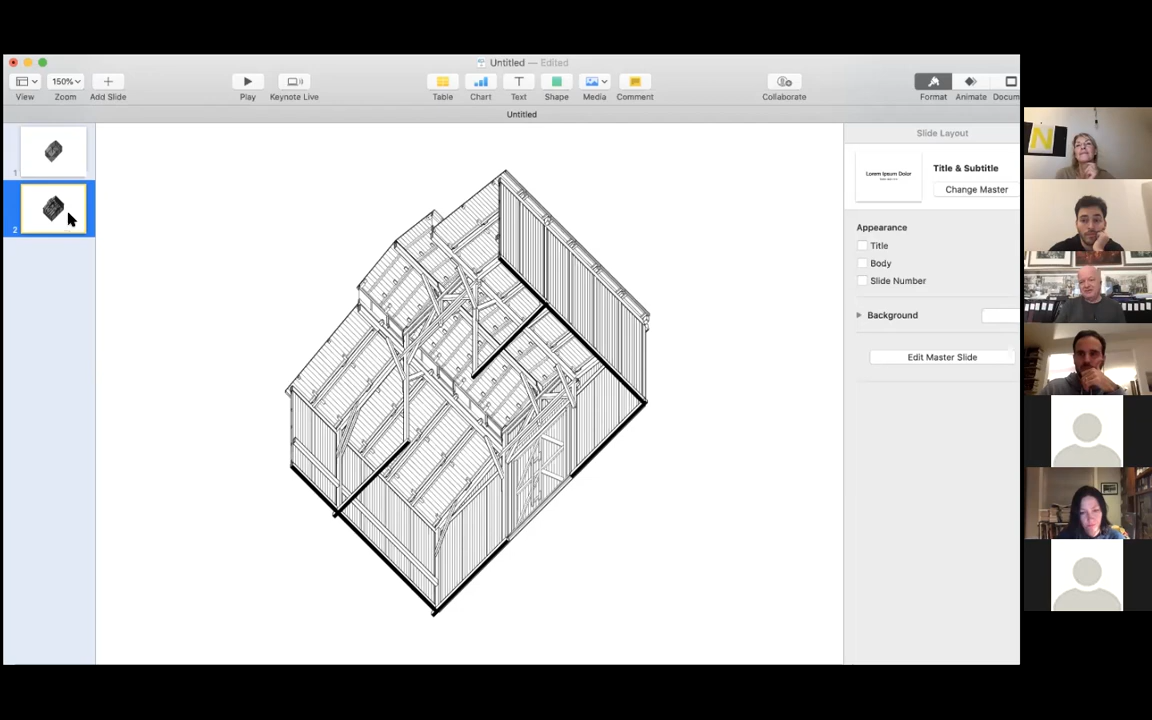 Untitled — Edited
150%
View Zoom Add Slide Play Keynote Live Table Chart Text Shape Media Comment Collaborate Format Animate Docum
Untitled
Slide Layout
Lorem Ipsum Dolor
Title & Subtitle
Change Master
Appearance
Title
Body
Slide Number
Background
Edit Master Slide
1
2
N